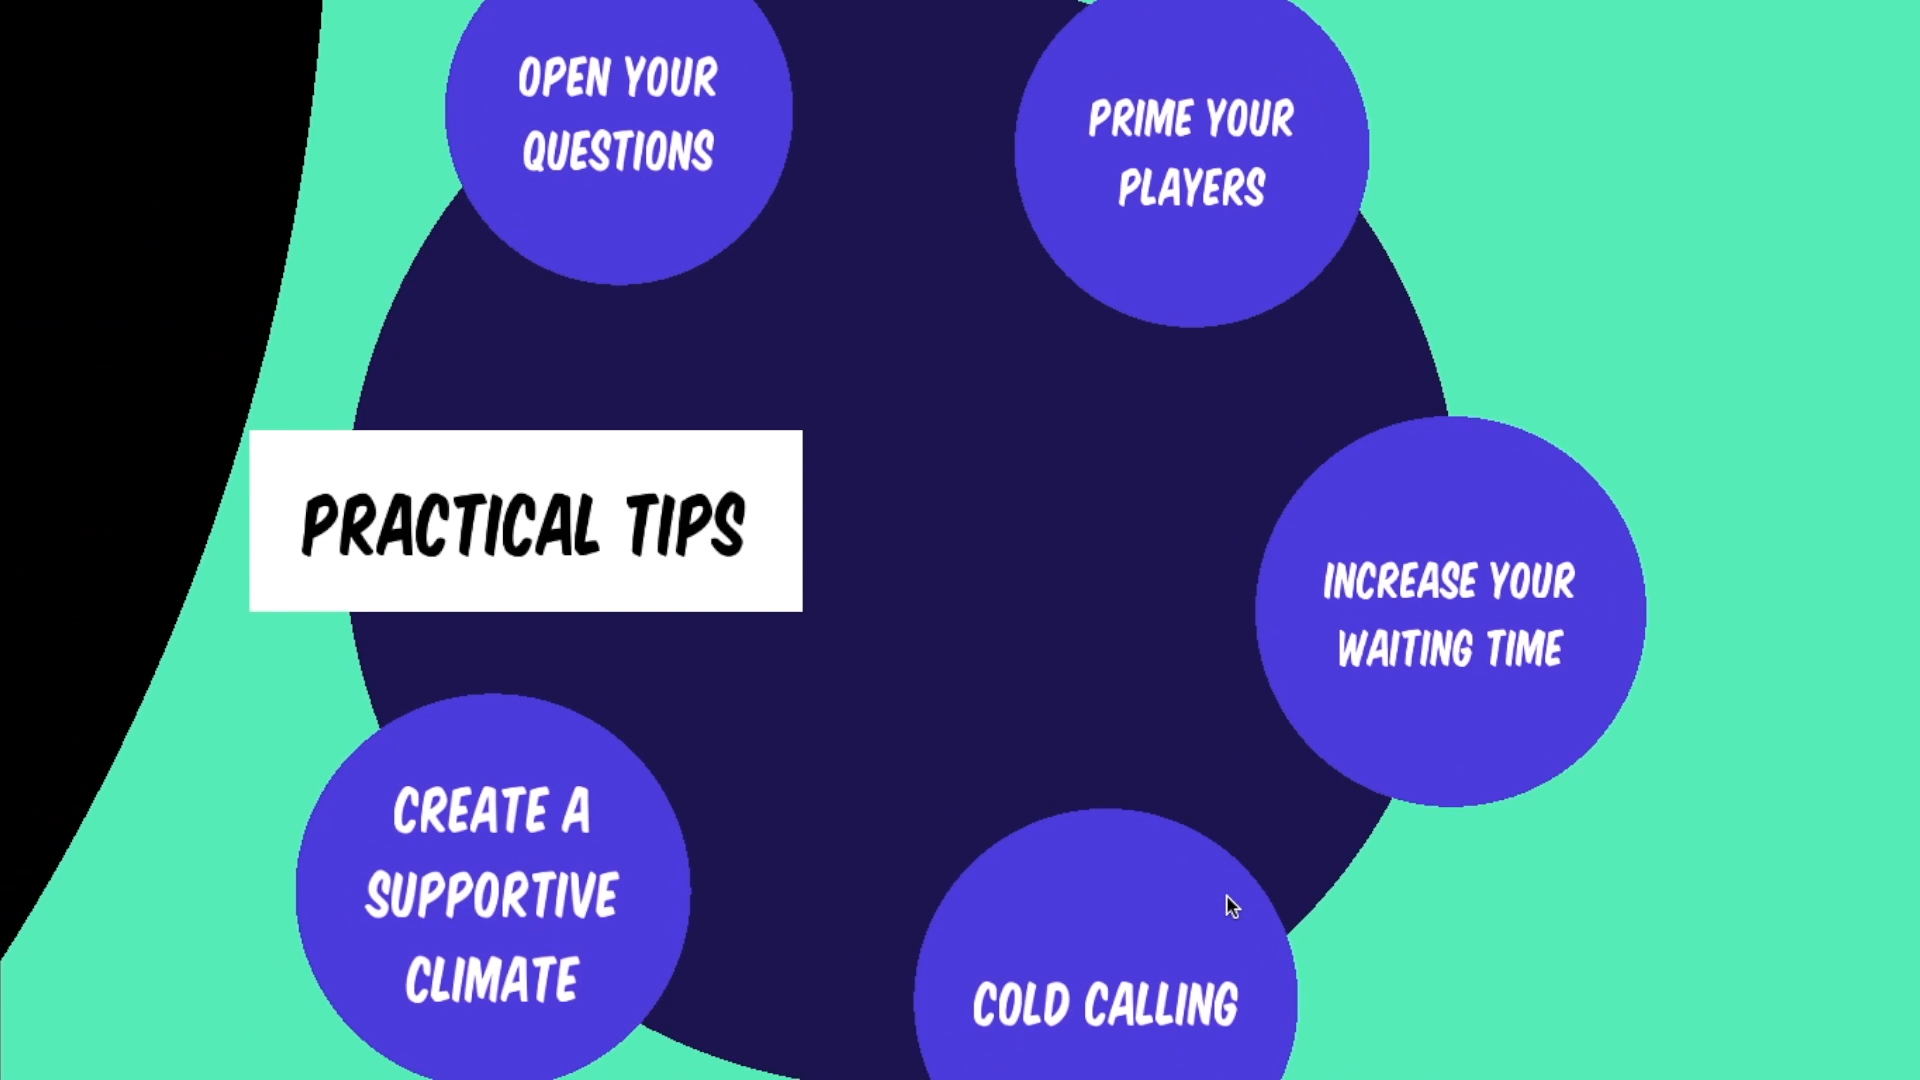 OPEN YOUR
QUESTIONS
PRIME YOUR
PLAYERS
PRACTICAL TIPS
INCREASE YOUR
WAITING TIME
CREATE A
SUPPORTIVE
CLIMATE
COLD CALLING